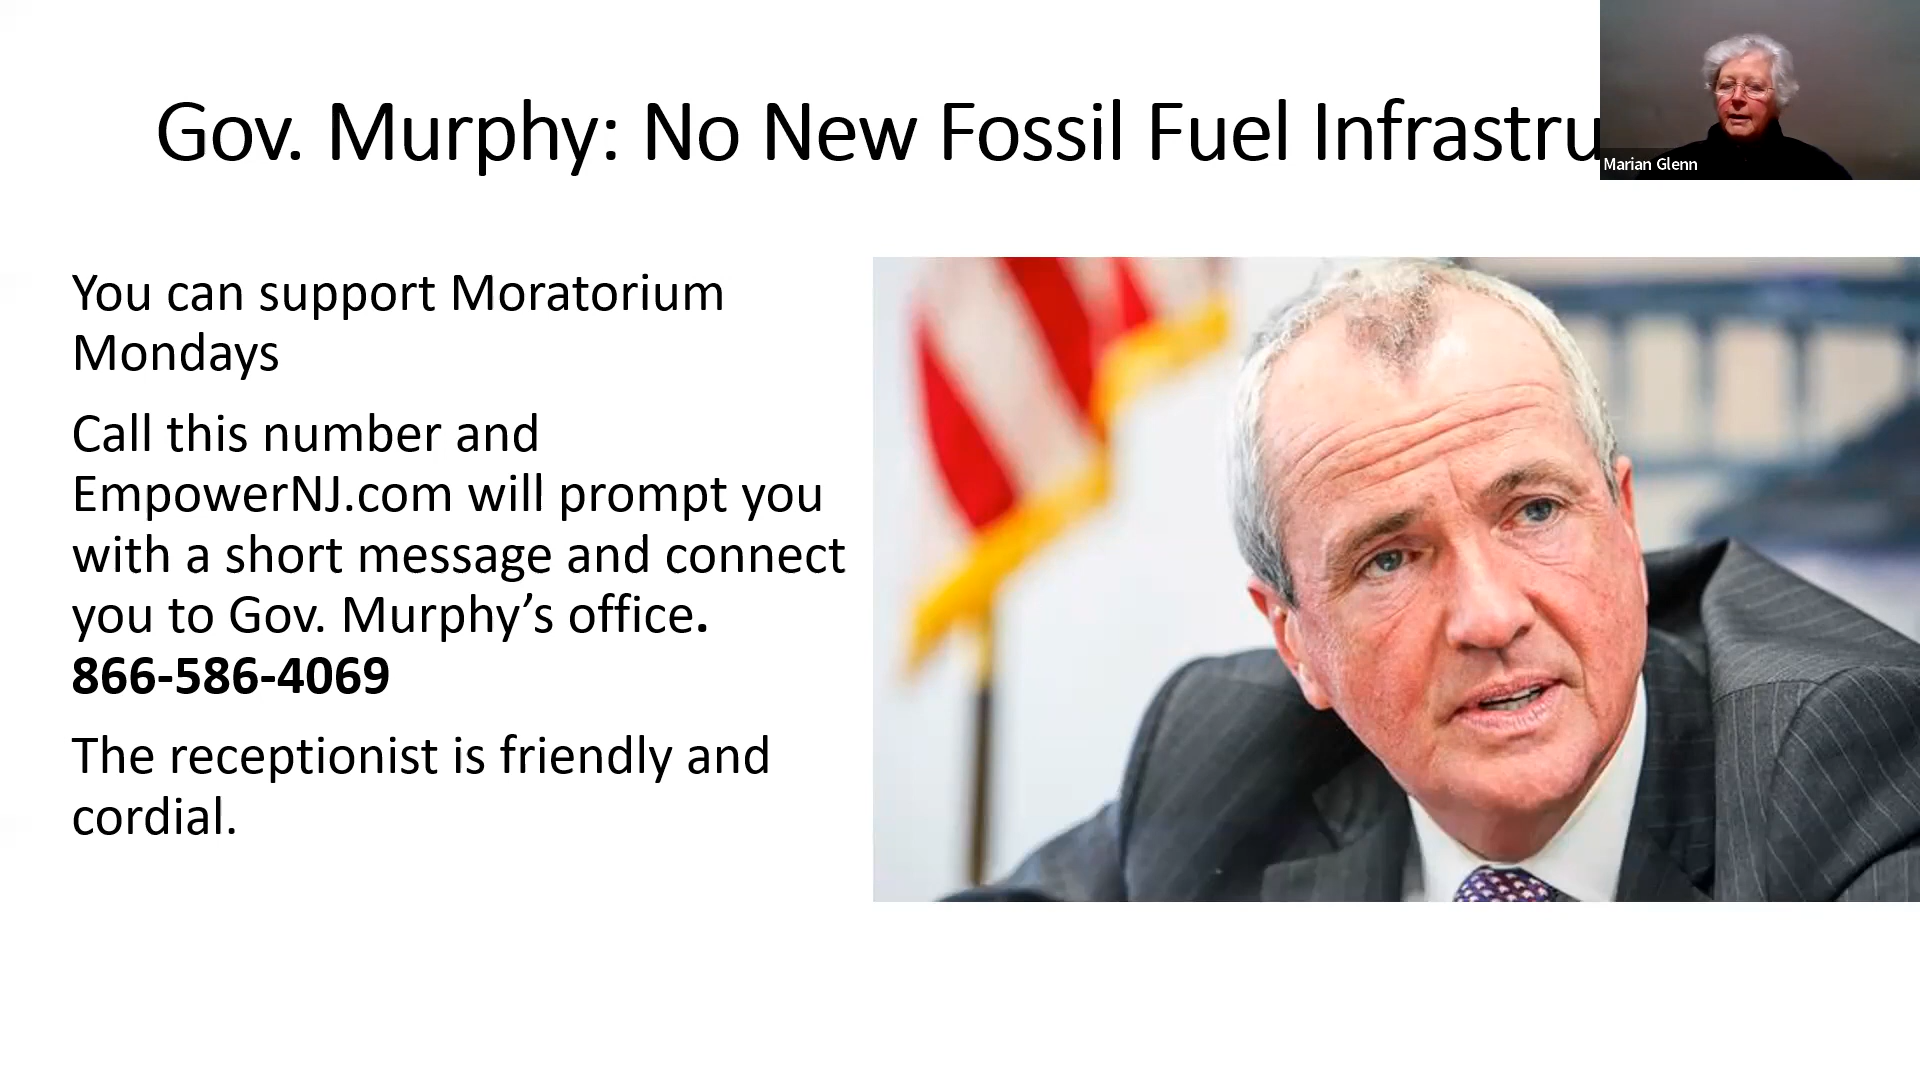 Gov. Murphy: No New Fossil Fuel Infrastru
Marian Glenn
You can support Moratorium
Mondays
Call this number and
EmpowerNJ.com will prompt you
with a short message and connect
you to Gov. Murphy’s office.
866-586-4069
The receptionist is friendly and
cordial.